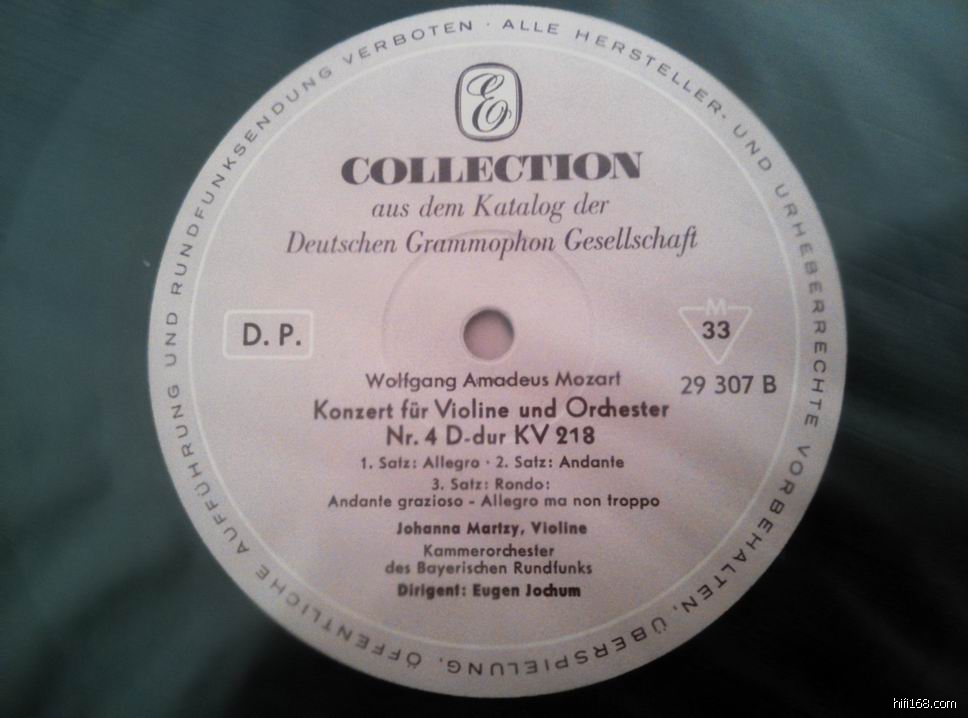 ALLE HERSTELLER- UND URHEBERRECHTE VORBEHALTEN, ÜBERSPIELUNG, ÖFFENTLICHE AUFFÜHRUNG UND RUNDFUNKSENDUNG VERBOTEN ·
E
COLLECTION
aus dem Katalog der
Deutschen Grammophon Gesellschaft
D. P.
M
33
Wolfgang Amadeus Mozart
29 307 B
Konzert für Violine und Orchester
Nr. 4 D-dur KV 218
1. Satz: Allegro · 2. Satz: Andante
3. Satz: Rondo:
Andante grazioso - Allegro ma non troppo
Johanna Martzy, Violine
Kammerorchester
des Bayerischen Rundfunks
Dirigent: Eugen Jochum
hifi168.com